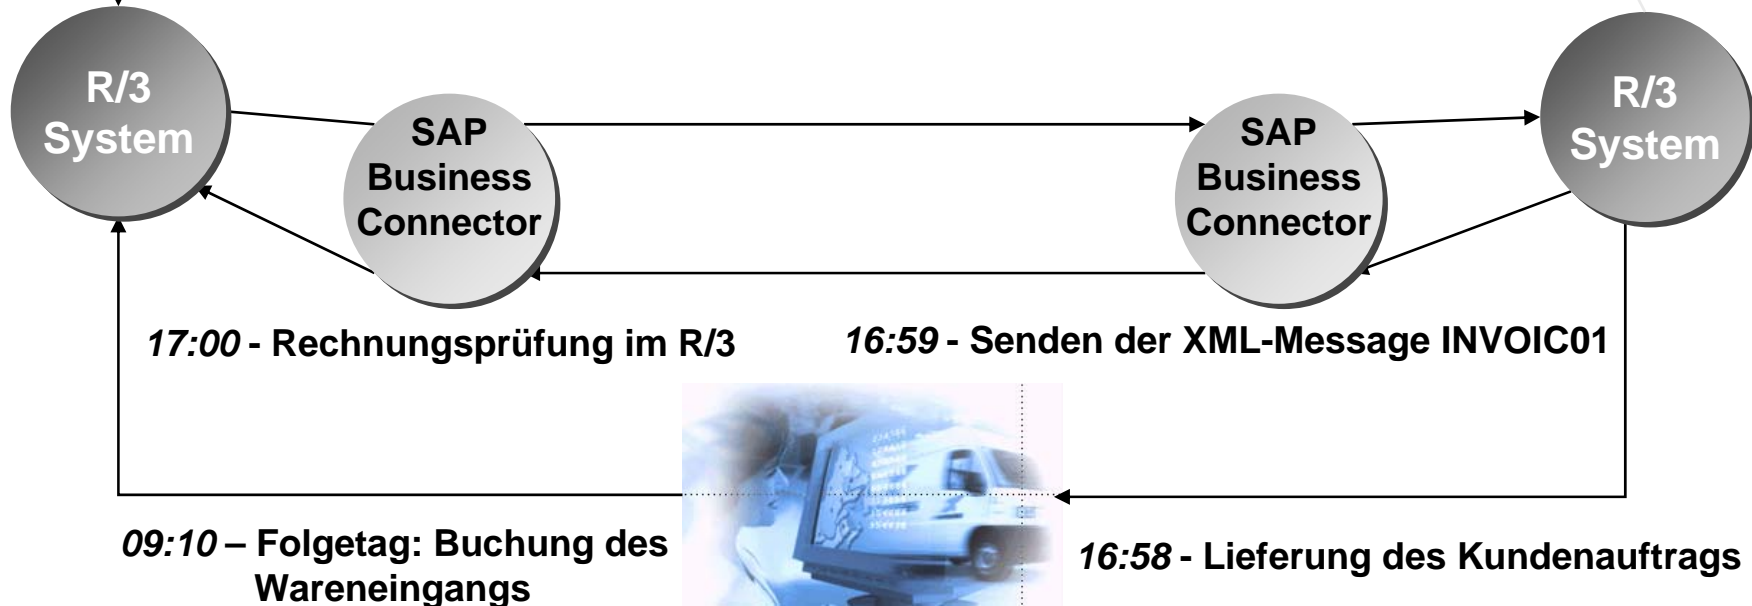 R/3
System
SAP
Business
Connector
SAP
Business
Connector
R/3
System
17:00 - Rechnungsprüfung im R/3
16:59 - Senden der XML-Message INVOIC01
09:10 – Folgetag: Buchung des
Wareneingangs
16:58 - Lieferung des Kundenauftrags